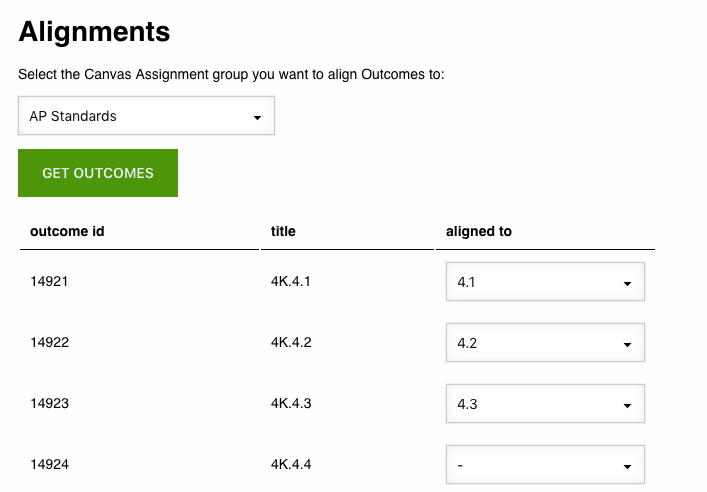 Alignments
Select the Canvas Assignment group you want to align Outcomes to:
AP Standards
GET OUTCOMES
outcome id title aligned to
14921 4K.4.1 4.1
14922 4K.4.2 4.2
14923 4K.4.3 4.3
14924 4K.4.4 -